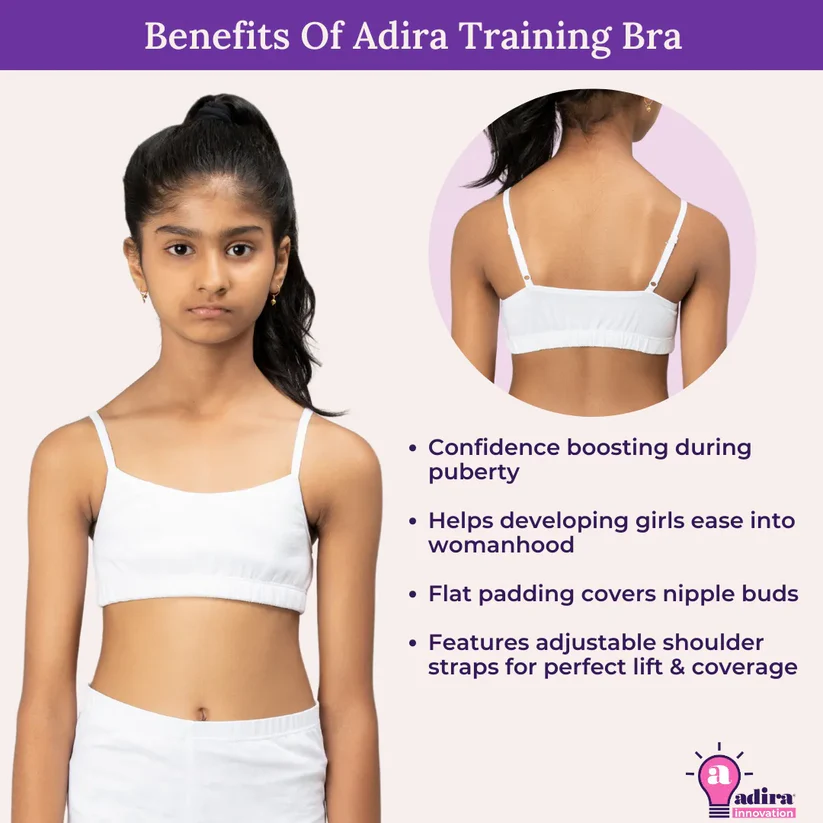 Benefits Of Adira Training Bra
Confidence boosting during
puberty
Helps developing girls ease into
womanhood
Flat padding covers nipple buds
Features adjustable shoulder
straps for perfect lift & coverage
a
adira
innovation